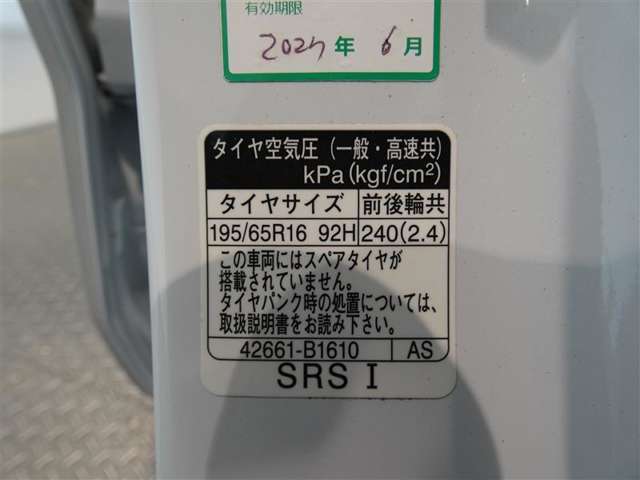 有効期限
年6月
タイヤ空気圧（一般・高速共）
kPa(kgf/cm²)
タイヤサイズ 前後輪共
195/65R16 92H 240(2.4)
この車両にはスペアタイヤが
搭載されていません。
タイヤパンク時の処置については、
取扱説明書をお読み下さい。
42661-B1610 AS
SRS I